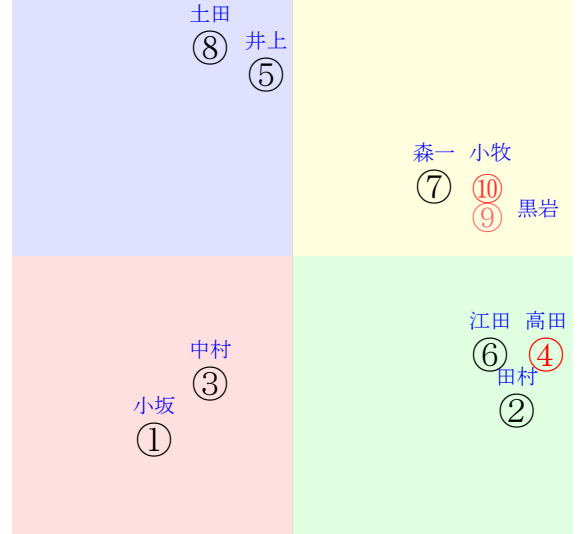 土田
⑧
井上
⑤
森一
⑦
小牧
⑩
⑨
黒岩
中村
③
小坂
①
江田
⑥
高田
④
田村
②